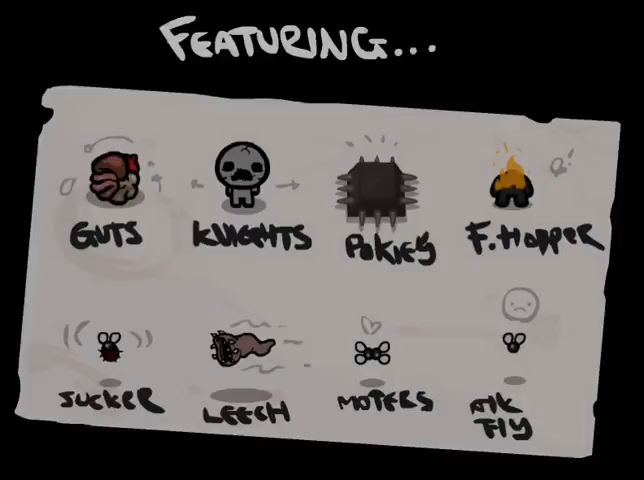 FEATURING...
GUTS KNIGHTS POKIES F. HOPPER
SUCKER LEECH MOTERS ATK
FLY